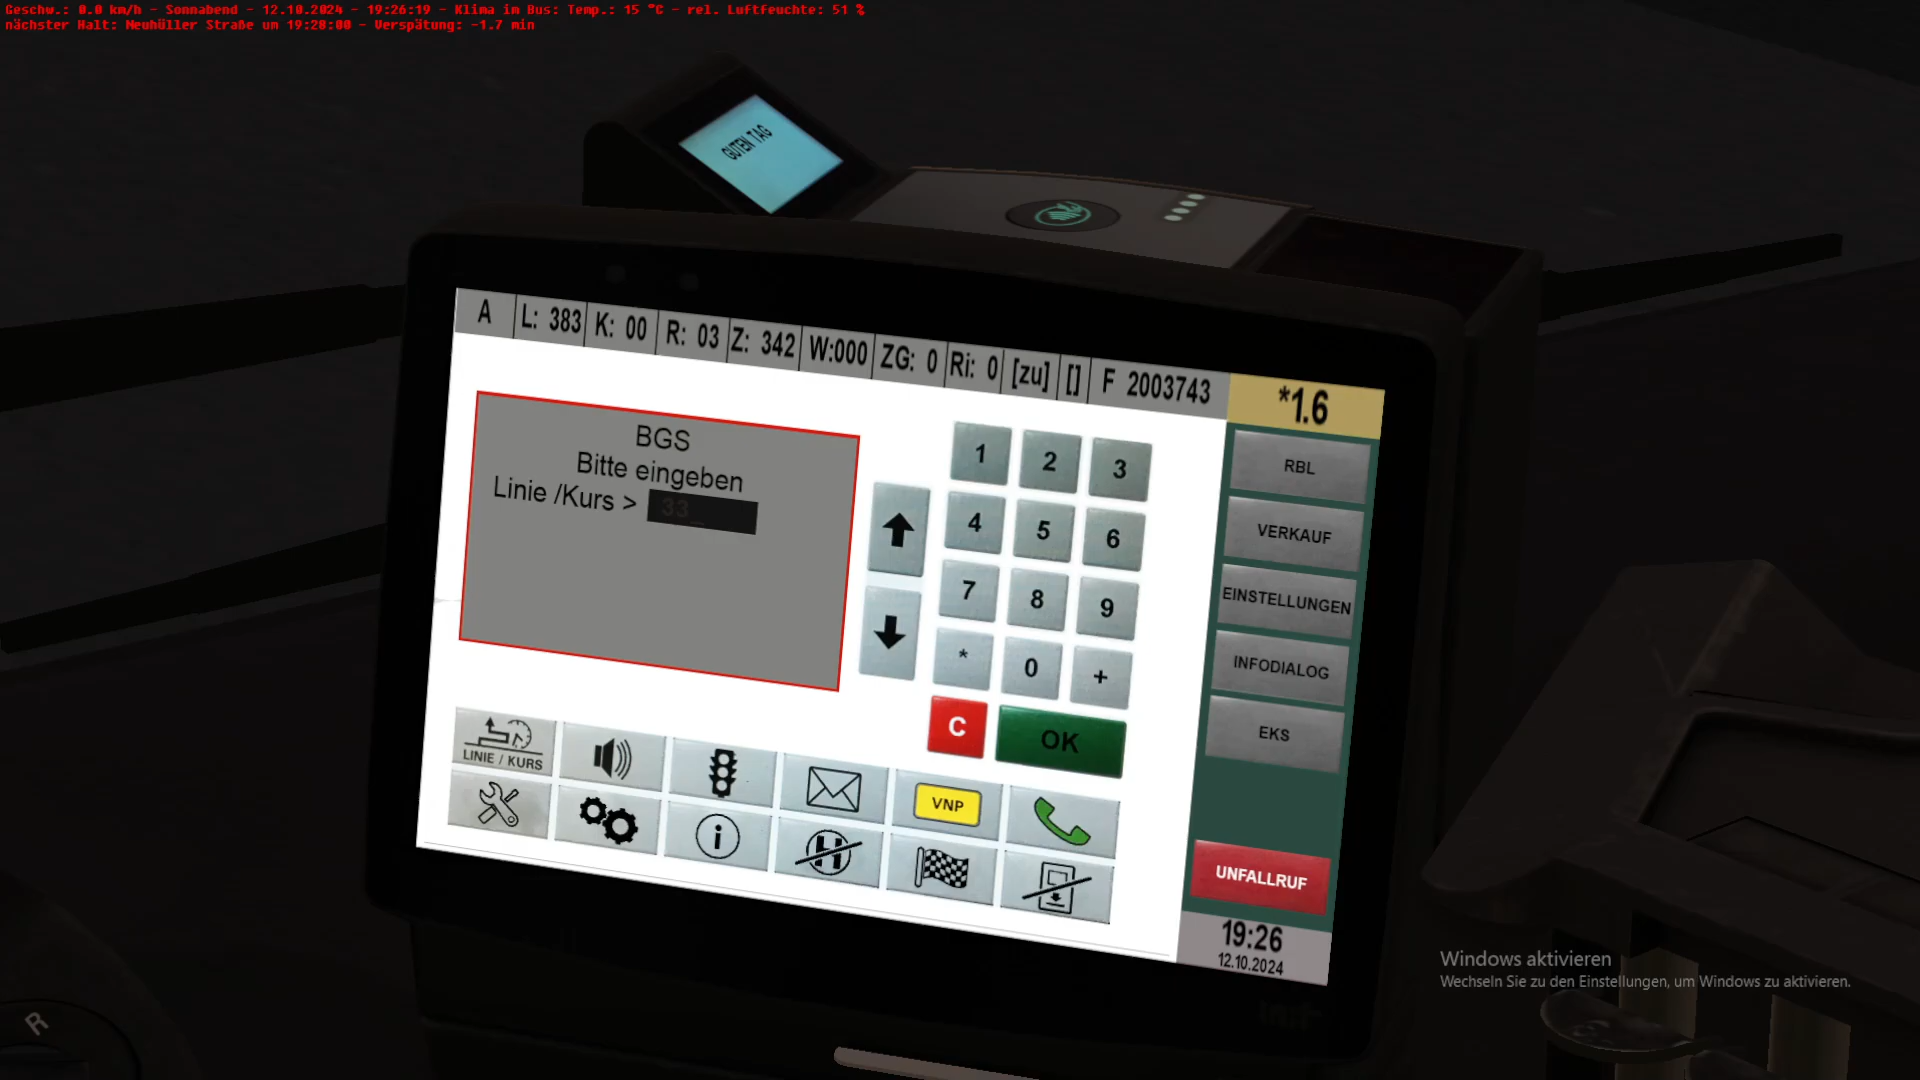 Geschw.: 0.0 km/h - Sonnabend - 12.10.2024 - 19:26:19 - Klima im Bus: Temp.: 15 °C - rel. Luftfeuchte: 51 %
nächster Halt: Neuhüller Straße um 19:28:00 - Verspätung: -1.7 min
GUTEN TAG
A L: 383 K: 00 R: 03 Z: 342 W:000 ZG: 0 Ri: 0 [zu] [] F 2003743
*1.6
BGS
Bitte eingeben
Linie /Kurs > 33_
1 2 3
4 5 6
7 8 9
* 0 +
C OK
RBL
VERKAUF
EINSTELLUNGEN
INFODIALOG
EKS
LINIE / KURS
VNP
i
H
UNFALLRUF
19:26
12.10.2024
init
R
Windows aktivieren
Wechseln Sie zu den Einstellungen, um Windows zu aktivieren.